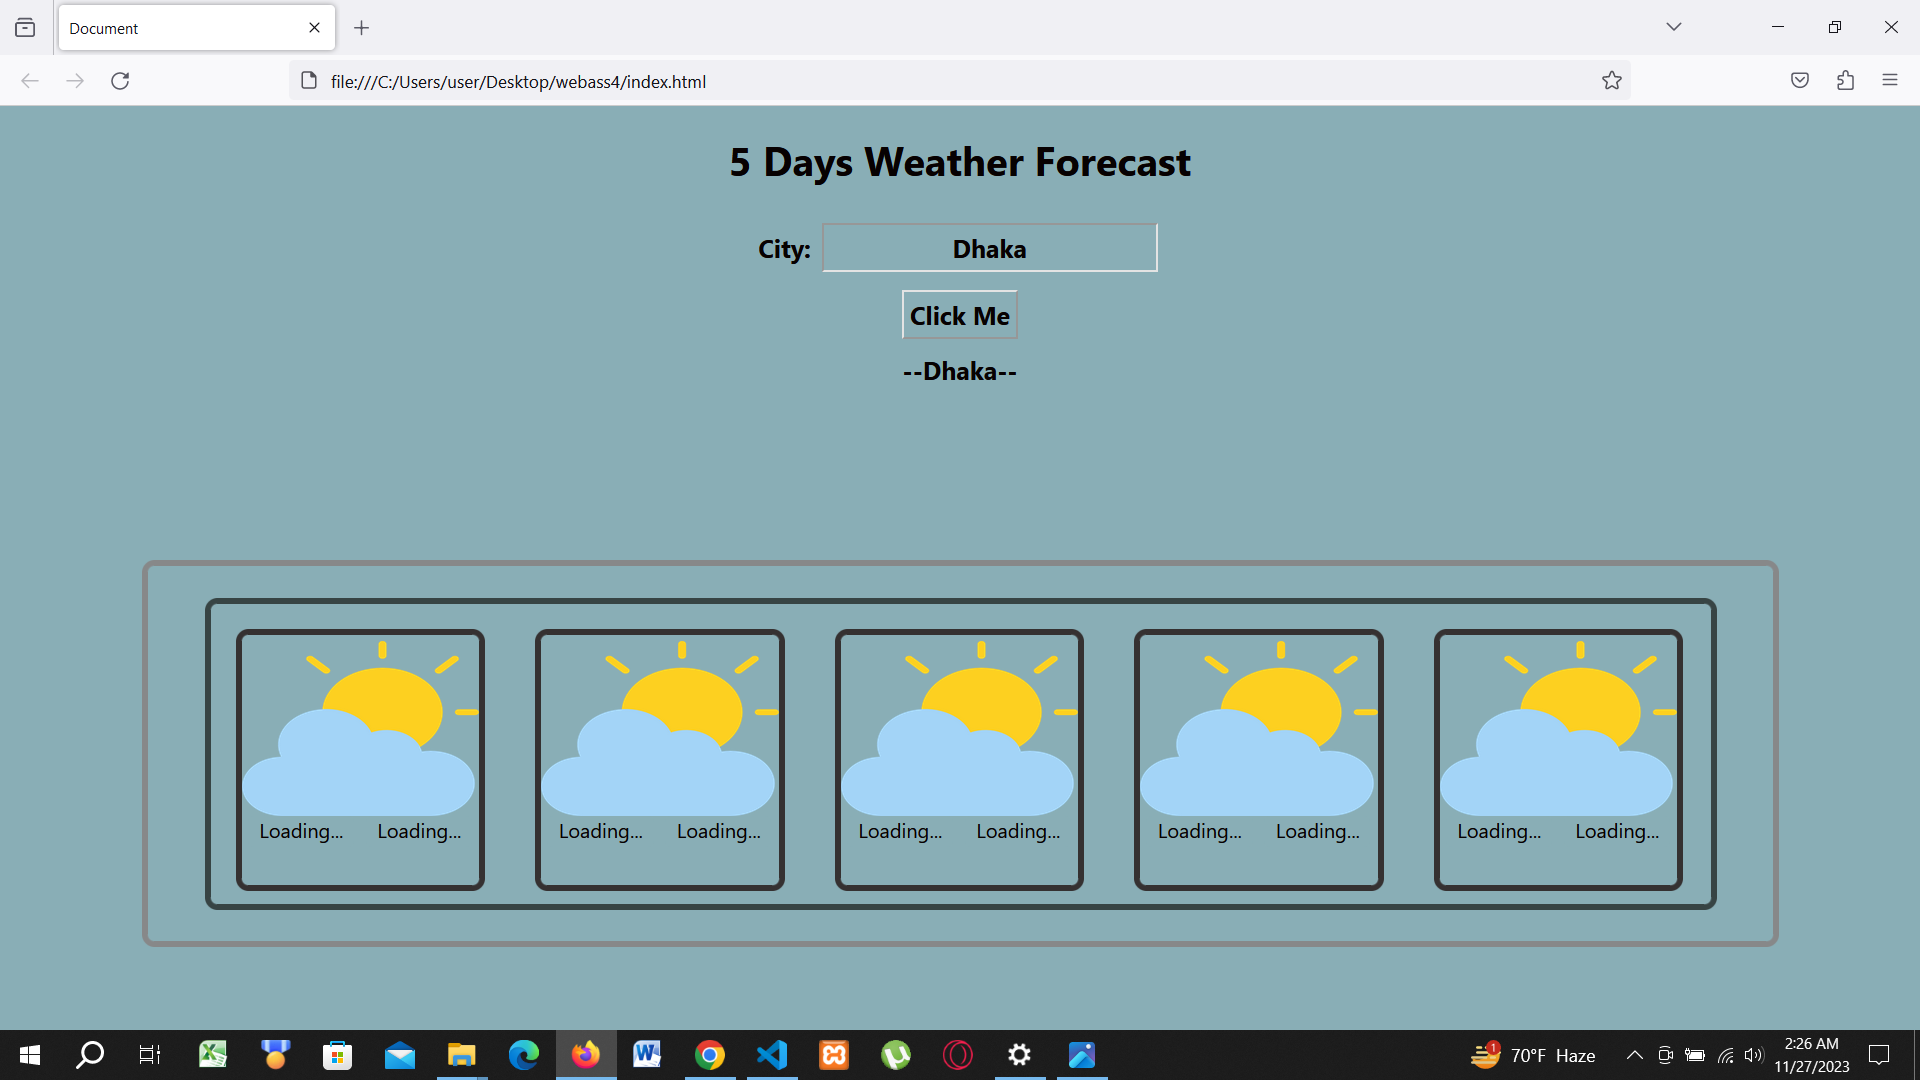 Document
file:///C:/Users/user/Desktop/webass4/index.html
5 Days Weather Forecast
City: Dhaka
Click Me
--Dhaka--
Loading... Loading... Loading... Loading... Loading... Loading... Loading... Loading... Loading... Loading...
1 70°F Haze 2:26 AM
11/27/2023